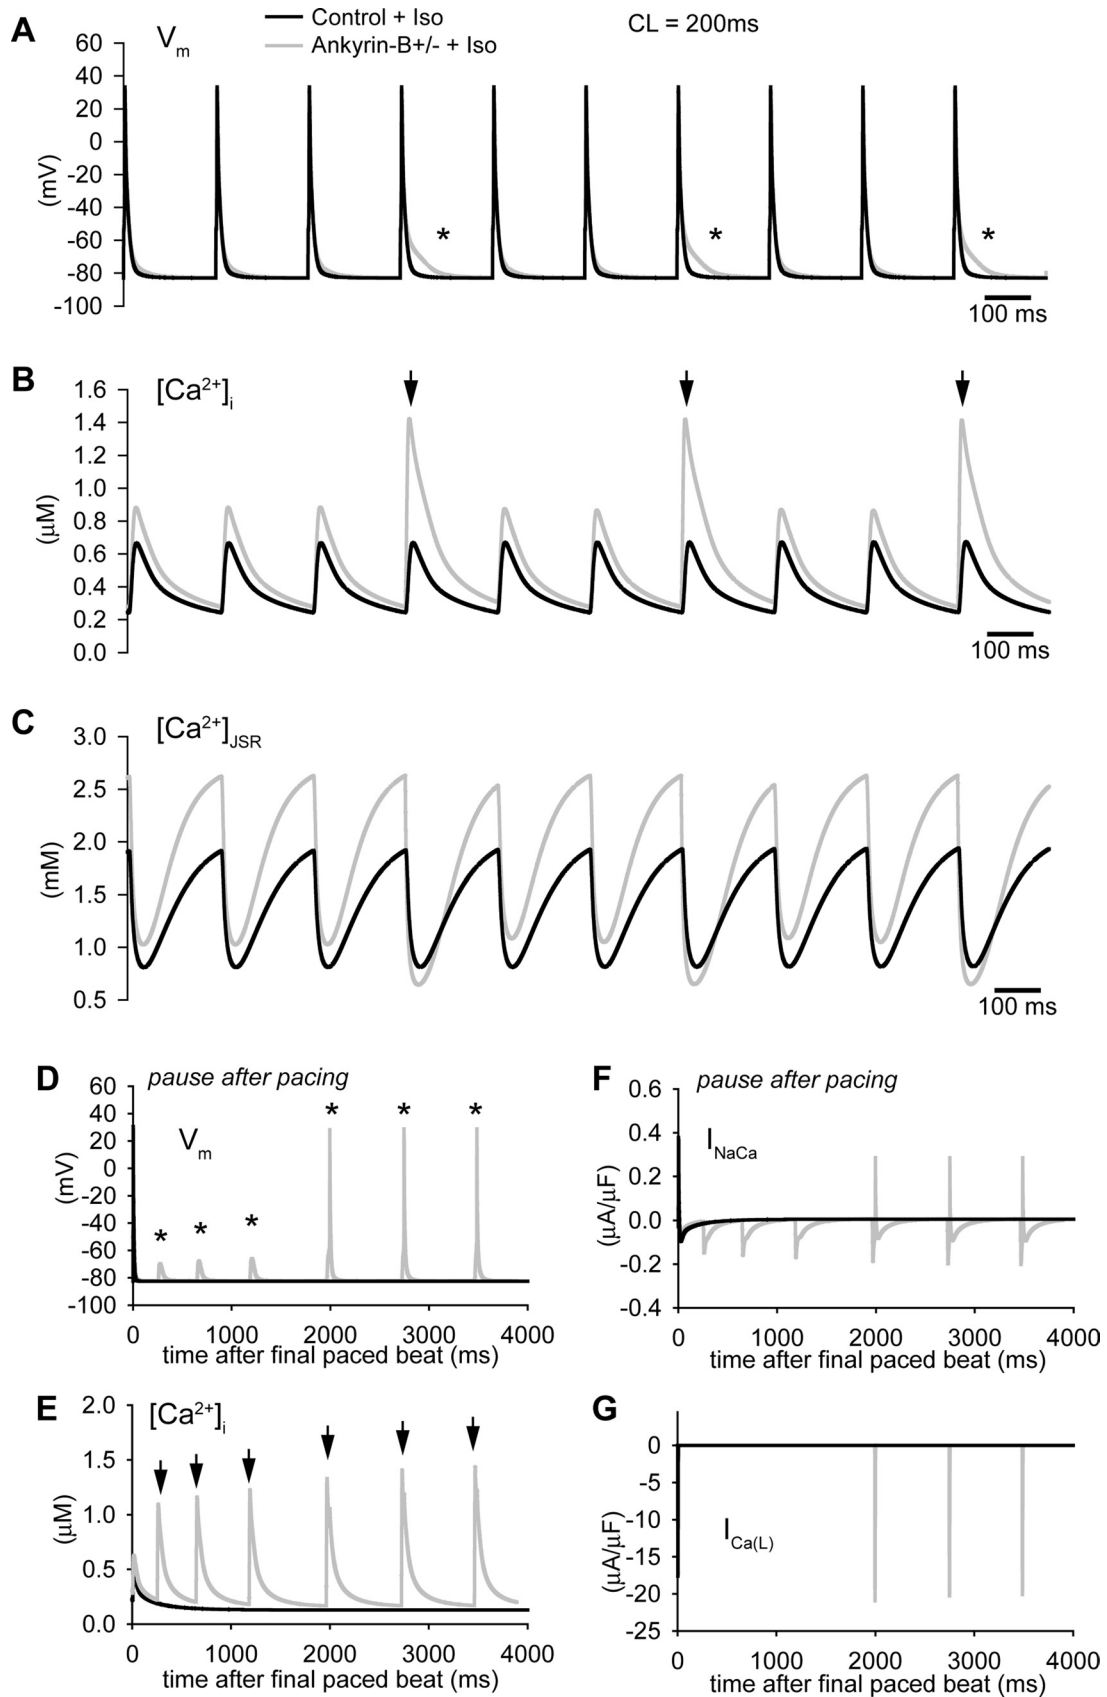 A
Vm
Control + Iso
Ankyrin-B+/- + Iso
CL = 200ms
60
40
20
0
-20
-40
-60
-80
-100
(mV)
*
*
*
100 ms
B
[Ca2+]i
1.6
1.4
1.2
1.0
0.8
0.6
0.4
0.2
0.0
(μM)
100 ms
C
[Ca2+]JSR
3.0
2.5
2.0
1.5
1.0
0.5
(mM)
100 ms
D
pause after pacing
Vm
60
40
20
0
-20
-40
-60
-80
-100
(mV)
* * * * * *
0 1000 2000 3000 4000
time after final paced beat (ms)
F
pause after pacing
INaCa
0.6
0.4
0.2
0.0
-0.2
-0.4
(μA/μF)
0 1000 2000 3000 4000
time after final paced beat (ms)
E
[Ca2+]i
2.0
1.5
1.0
0.5
0.0
(μM)
0 1000 2000 3000 4000
time after final paced beat (ms)
G
ICa(L)
0
-5
-10
-15
-20
-25
(μA/μF)
0 1000 2000 3000 4000
time after final paced beat (ms)